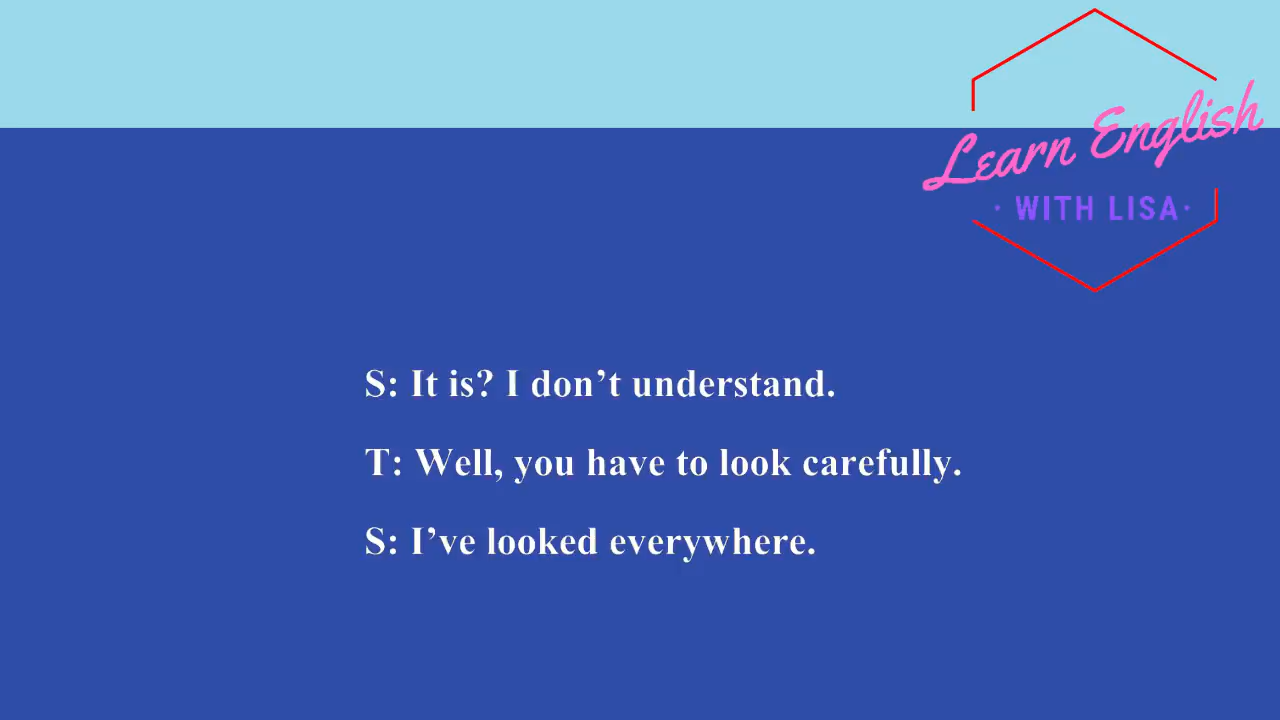 Learn English
· WITH LISA ·
S: It is? I don’t understand.
T: Well, you have to look carefully.
S: I’ve looked everywhere.